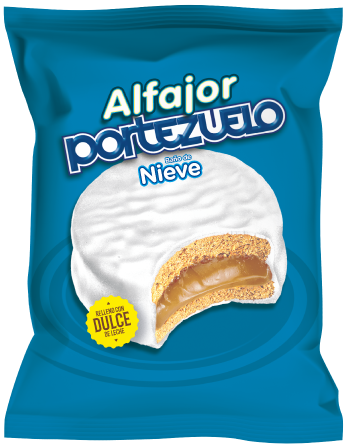 Alfajor
PORTEZUELO
Baño de
Nieve
RELLENO CON
DULCE
DE LECHE